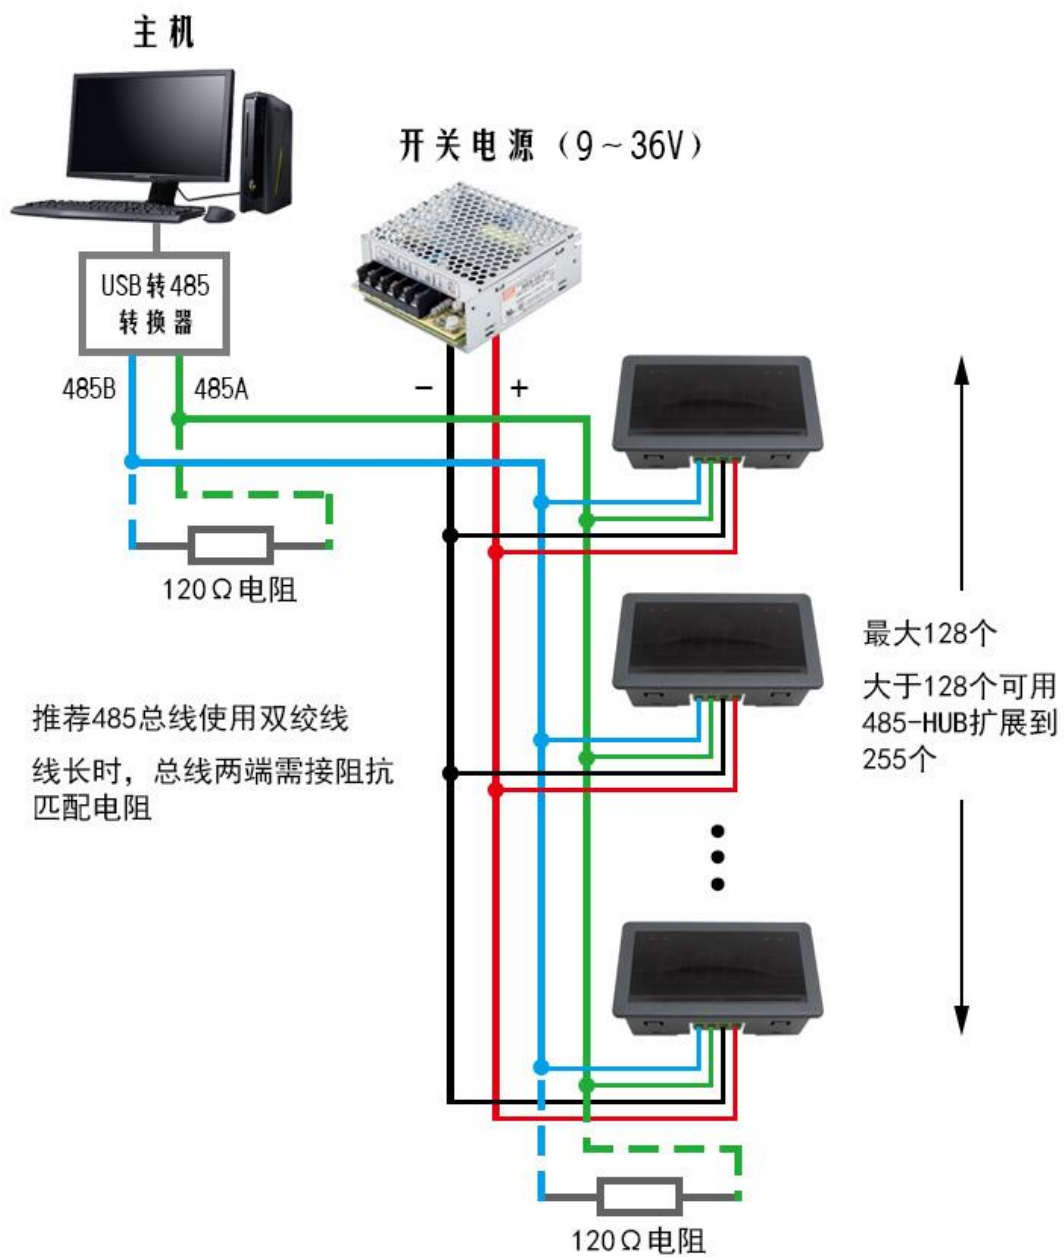 主机
开关电源（9～36V）
USB转485
转换器
485B
485A
－
＋
120Ω电阻
最大128个
大于128个可用
485-HUB扩展到
255个
推荐485总线使用双绞线
线长时，总线两端需接阻抗
匹配电阻
120Ω电阻